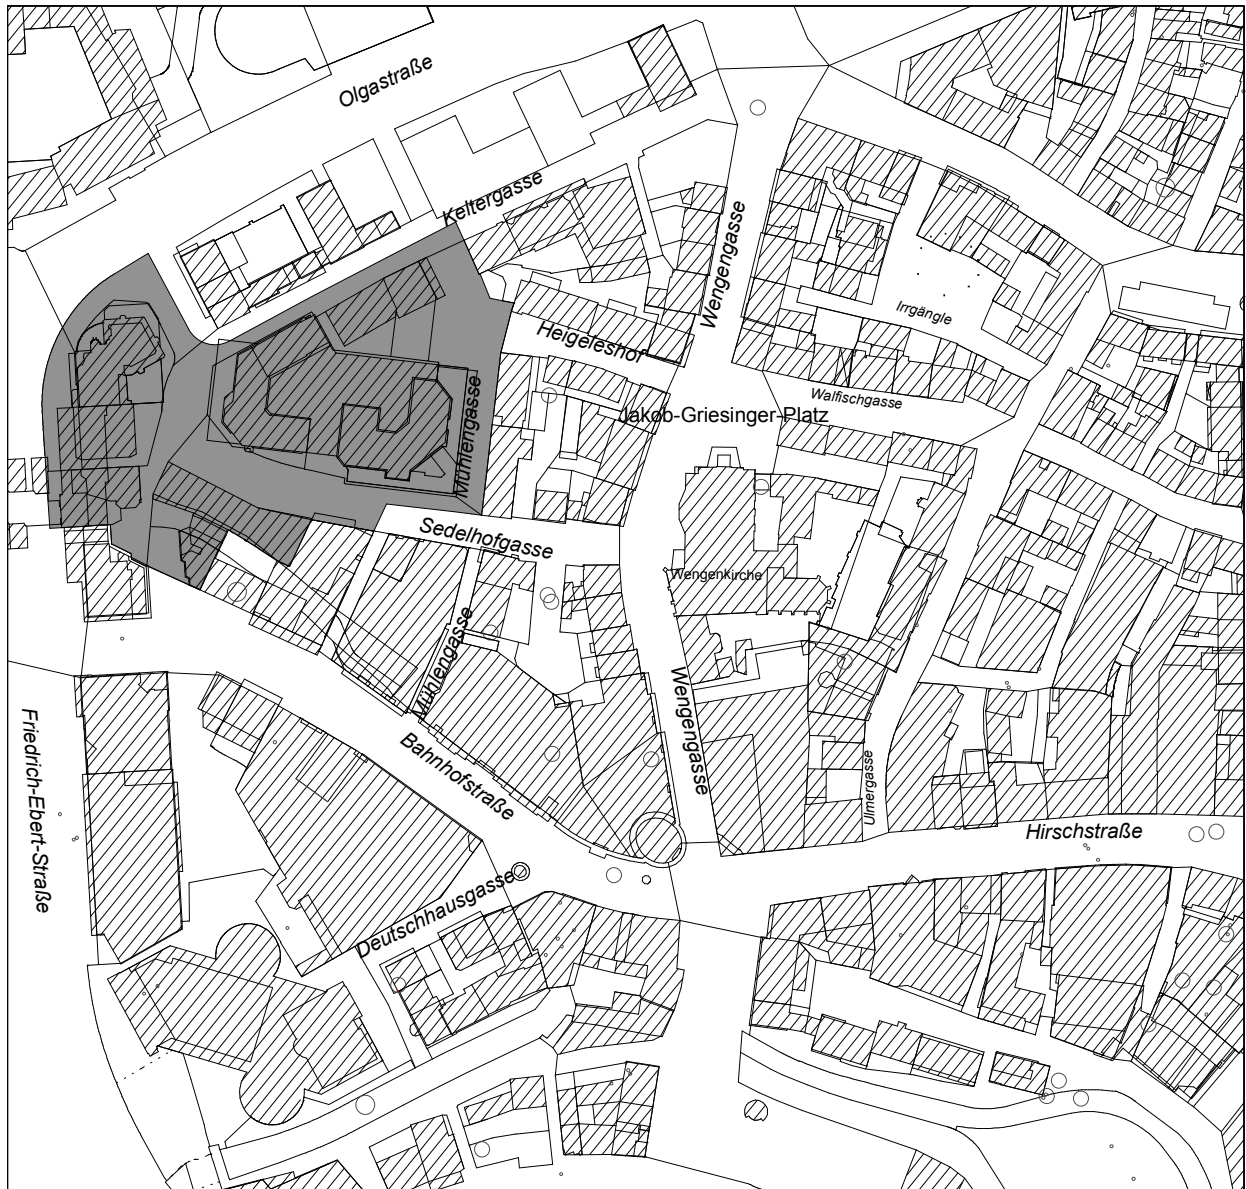 Olgastraße
Keltergasse
Wengengasse
Irrgängle
Heigeleshof
Walfischgasse
Jakob-Griesinger-Platz
Mühlengasse
Sedelhofgasse
Wengenkirche
Mühlengasse
Wengengasse
Friedrich-Ebert-Straße
Bahnhofstraße
Ulmergasse
Hirschstraße
Deutschhausgasse